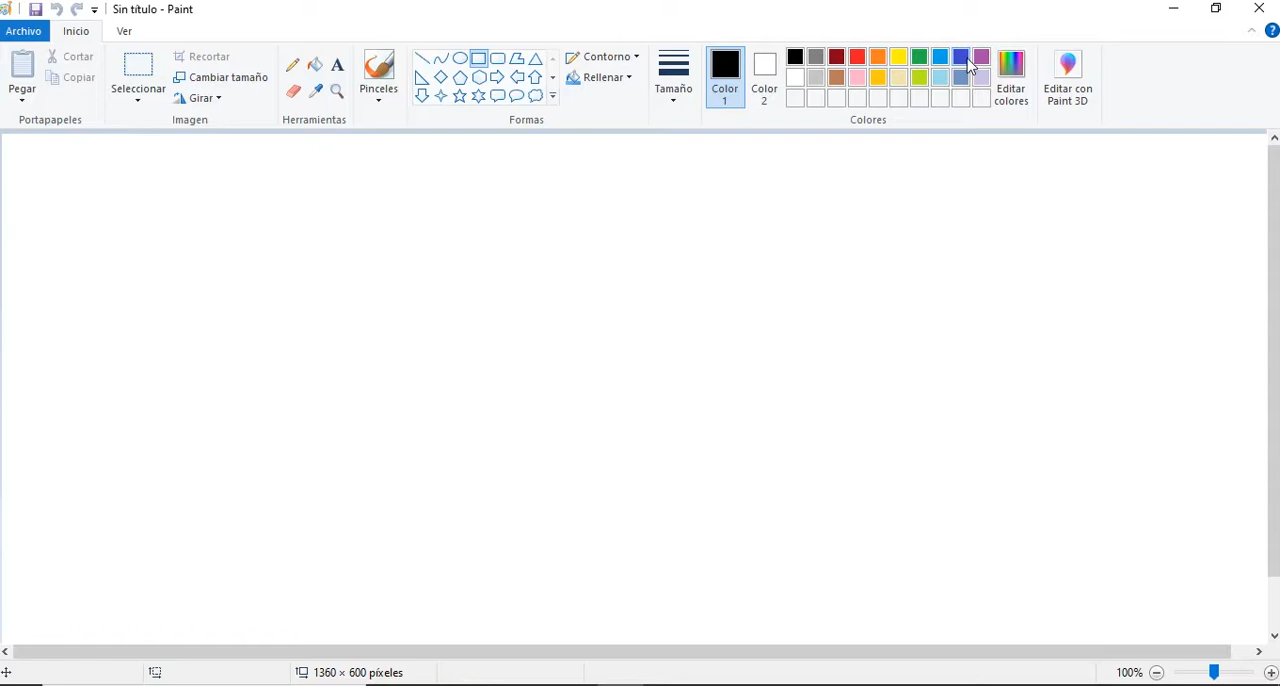 Sin título - Paint
Archivo Inicio Ver
Pegar
Cortar
Copiar
Portapapeles
Seleccionar
Recortar
Cambiar tamaño
Girar
Imagen
A
Herramientas
Pinceles
Formas
Contorno
Rellenar
Tamaño
Color 1
Color 2
Colores
Editar colores
Editar con Paint 3D
1360 × 600 píxeles
100%